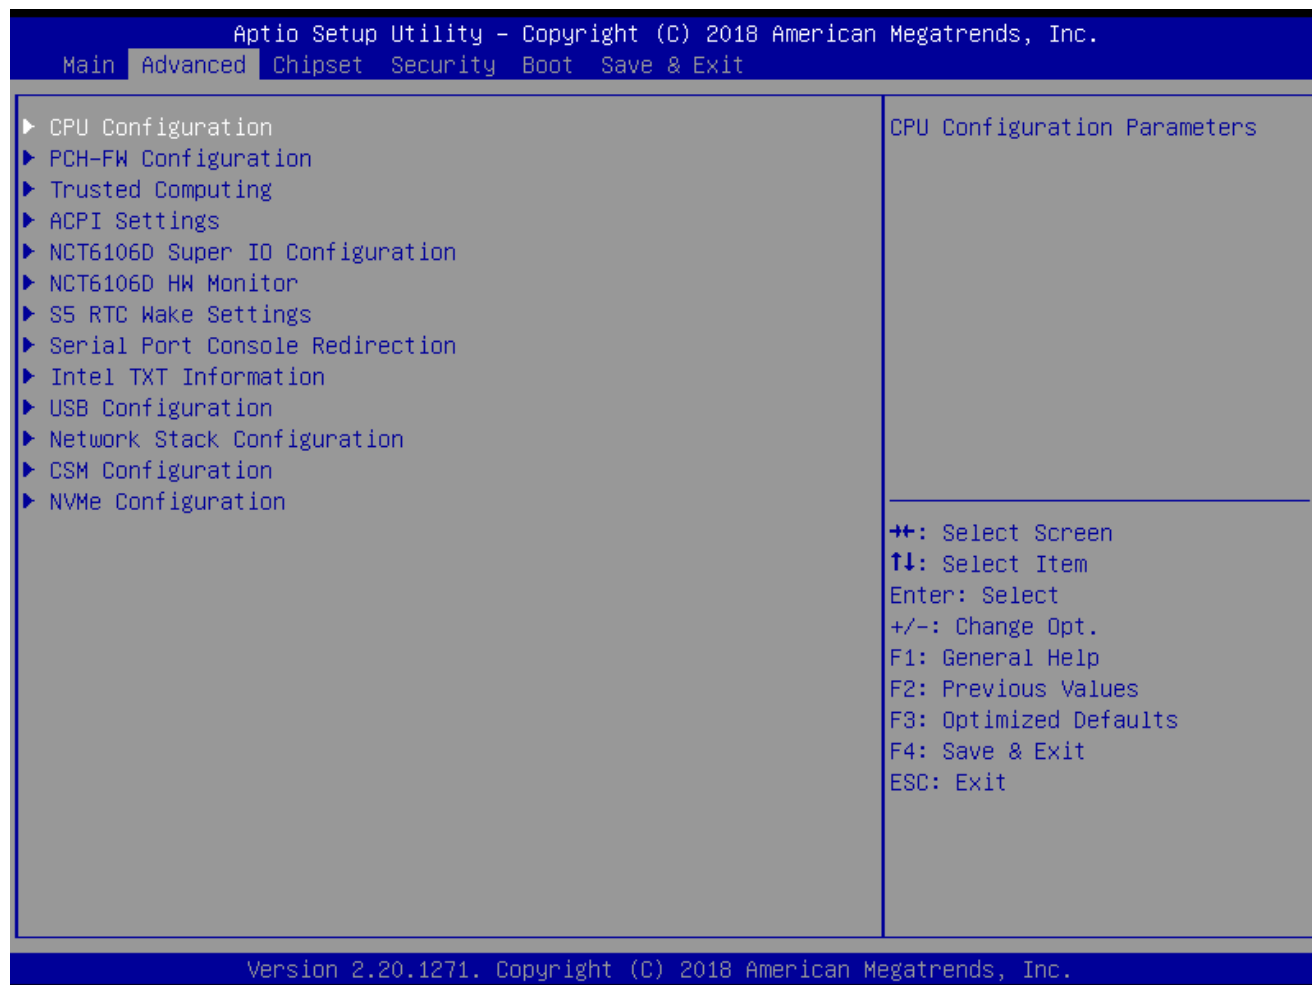 Aptio Setup Utility – Copyright (C) 2018 American Megatrends, Inc.
Main Advanced Chipset Security Boot Save & Exit
▶ CPU Configuration
▶ PCH-FW Configuration
▶ Trusted Computing
▶ ACPI Settings
▶ NCT6106D Super IO Configuration
▶ NCT6106D HW Monitor
▶ S5 RTC Wake Settings
▶ Serial Port Console Redirection
▶ Intel TXT Information
▶ USB Configuration
▶ Network Stack Configuration
▶ CSM Configuration
▶ NVMe Configuration
CPU Configuration Parameters
→←: Select Screen
↑↓: Select Item
Enter: Select
+/-: Change Opt.
F1: General Help
F2: Previous Values
F3: Optimized Defaults
F4: Save & Exit
ESC: Exit
Version 2.20.1271. Copyright (C) 2018 American Megatrends, Inc.